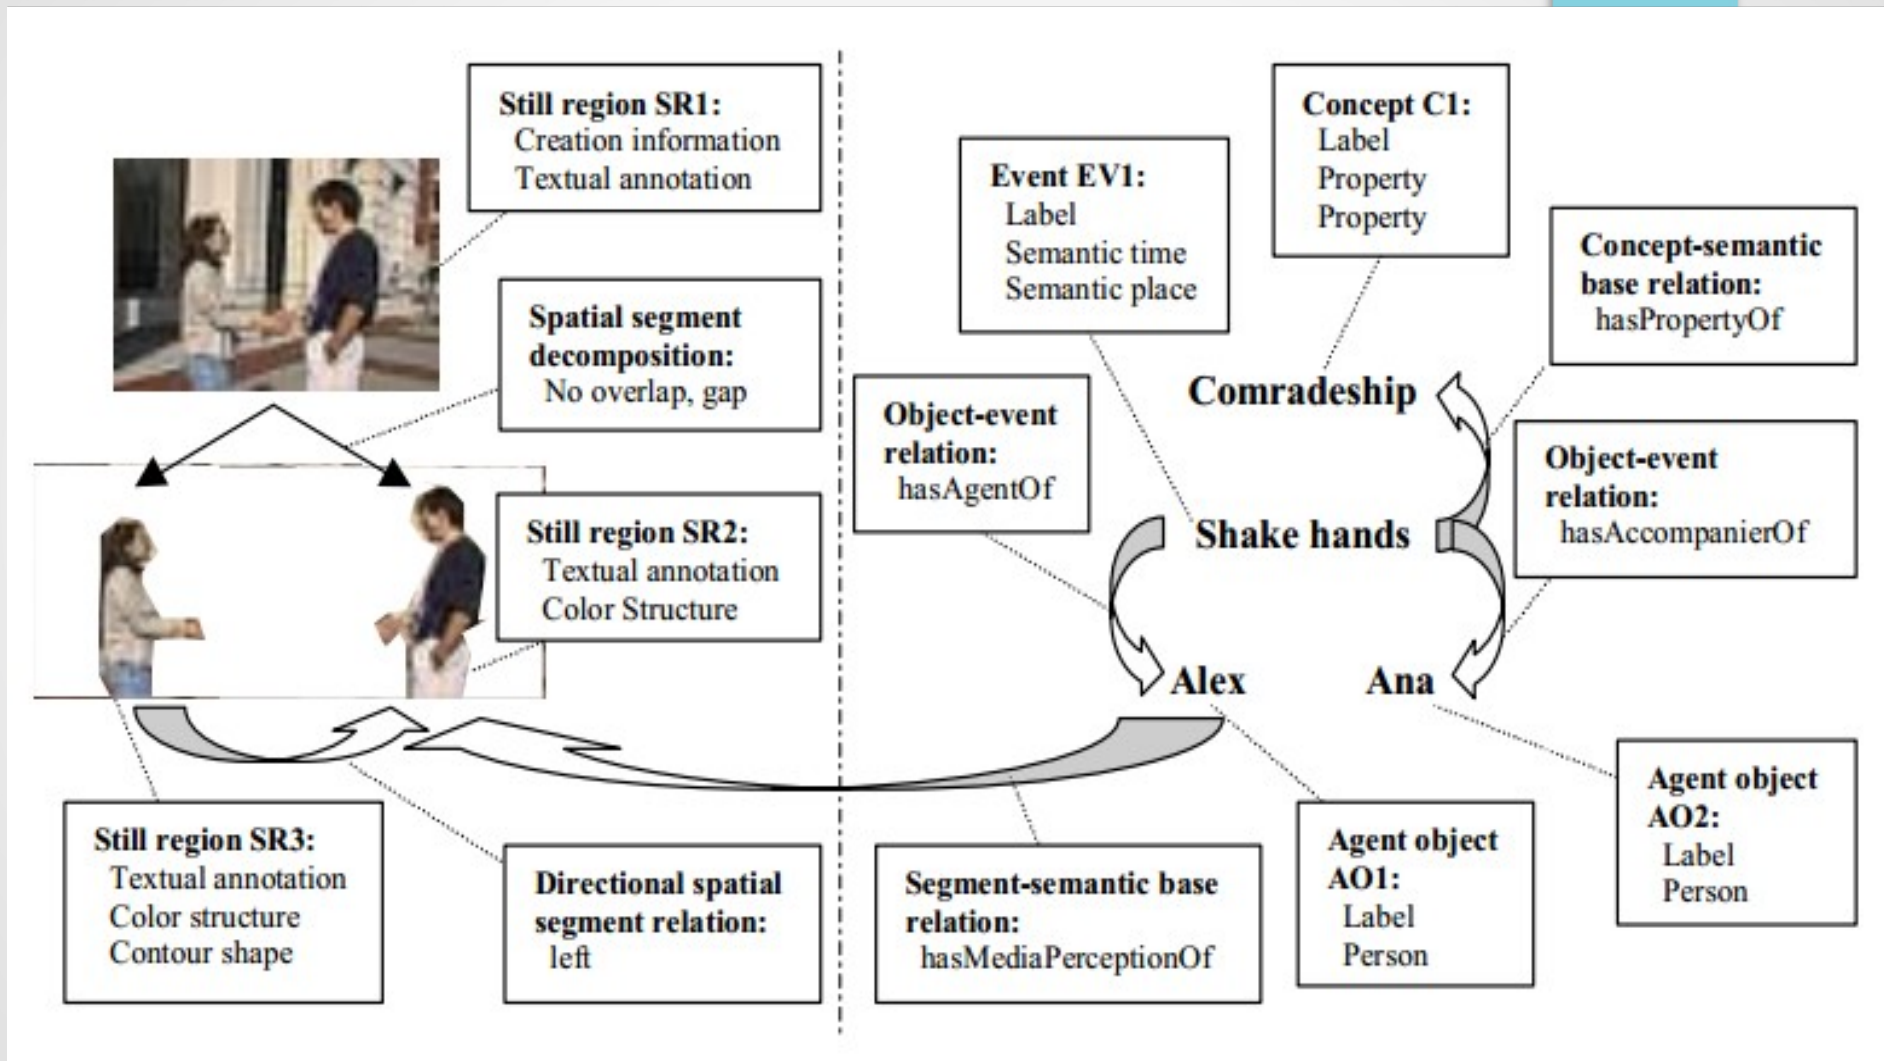 Still region SR1:
Creation information
Textual annotation
Spatial segment
decomposition:
No overlap, gap
Still region SR2:
Textual annotation
Color Structure
Still region SR3:
Textual annotation
Color structure
Contour shape
Directional spatial
segment relation:
left
Concept C1:
Label
Property
Property
Event EV1:
Label
Semantic time
Semantic place
Concept-semantic
base relation:
hasPropertyOf
Comradeship
Object-event
relation:
hasAgentOf
Object-event
relation:
hasAccompanierOf
Shake hands
Alex
Ana
Segment-semantic base
relation:
hasMediaPerceptionOf
Agent object
AO1:
Label
Person
Agent object
AO2:
Label
Person